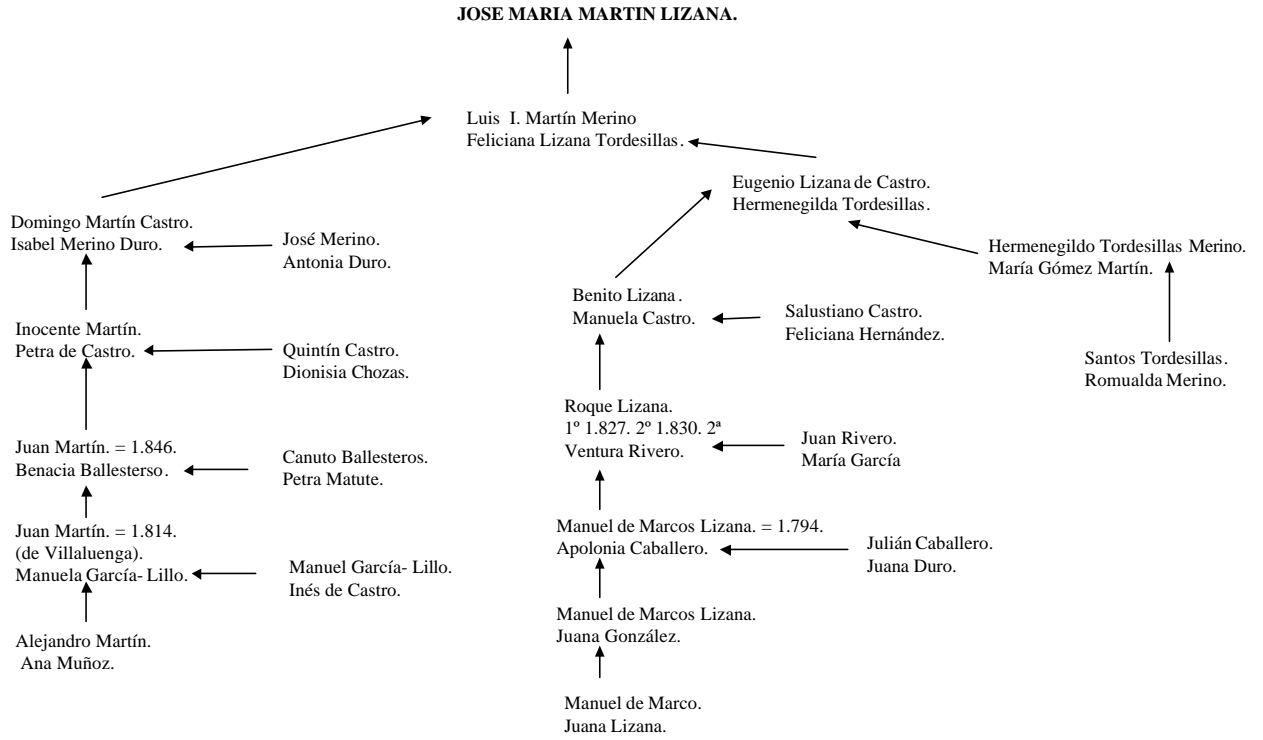 JOSE MARIA MARTIN LIZANA.
Luis I. Martín Merino
Feliciana Lizana Tordesillas.
Eugenio Lizana de Castro.
Hermenegilda Tordesillas.
Domingo Martín Castro.
Isabel Merino Duro.
José Merino.
Antonia Duro.
Hermenegildo Tordesillas Merino.
María Gómez Martín.
Benito Lizana.
Manuela Castro.
Salustiano Castro.
Feliciana Hernández.
Inocente Martín.
Petra de Castro.
Quintín Castro.
Dionisia Chozas.
Santos Tordesillas.
Romualda Merino.
Roque Lizana.
1º 1.827. 2º 1.830. 2ª
Ventura Rivero.
Juan Rivero.
María García
Juan Martín. = 1.846.
Benacia Ballesterso.
Canuto Ballesteros.
Petra Matute.
Juan Martín. = 1.814.
(de Villaluenga).
Manuela García- Lillo.
Manuel García- Lillo.
Inés de Castro.
Manuel de Marcos Lizana. = 1.794.
Apolonia Caballero.
Julián Caballero.
Juana Duro.
Manuel de Marcos Lizana.
Juana González.
Alejandro Martín.
Ana Muñoz.
Manuel de Marco.
Juana Lizana.